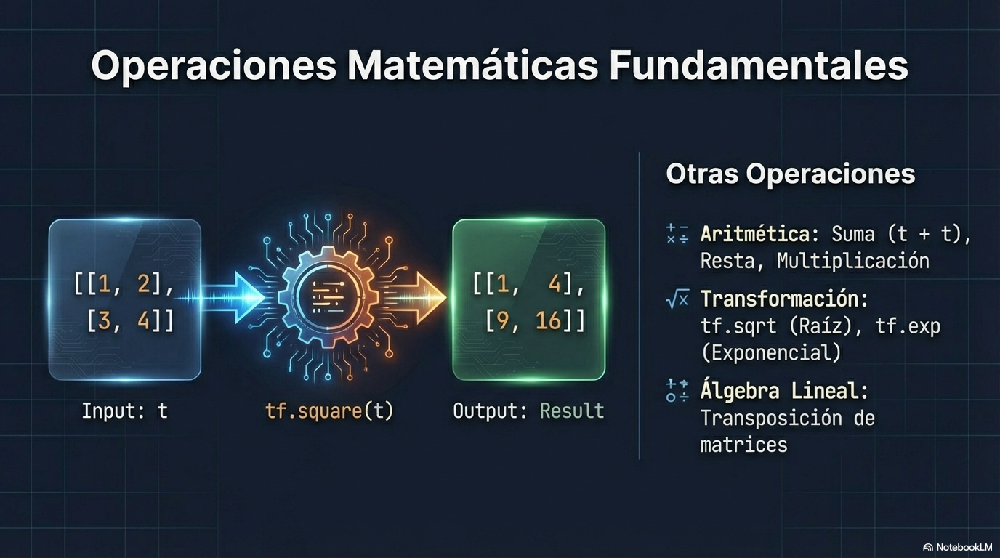 Operaciones Matemáticas Fundamentales
[[1, 2],
[3, 4]]
Input: t
tf.square(t)
[[1, 4],
[9, 16]]
Output: Result
Otras Operaciones
Aritmética: Suma (t + t),
Resta, Multiplicación
√x
Transformación:
tf.sqrt (Raíz), tf.exp
(Exponencial)
Álgebra Lineal:
Transposición de
matrices
NotebookLM